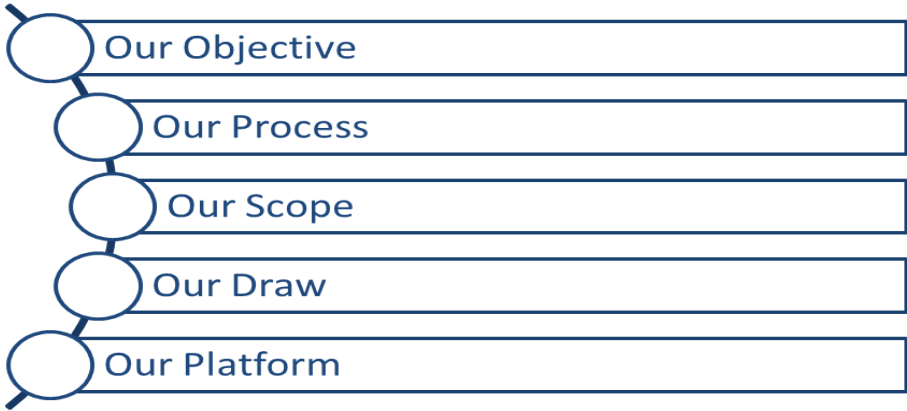 Our Objective
Our Process
Our Scope
Our Draw
Our Platform